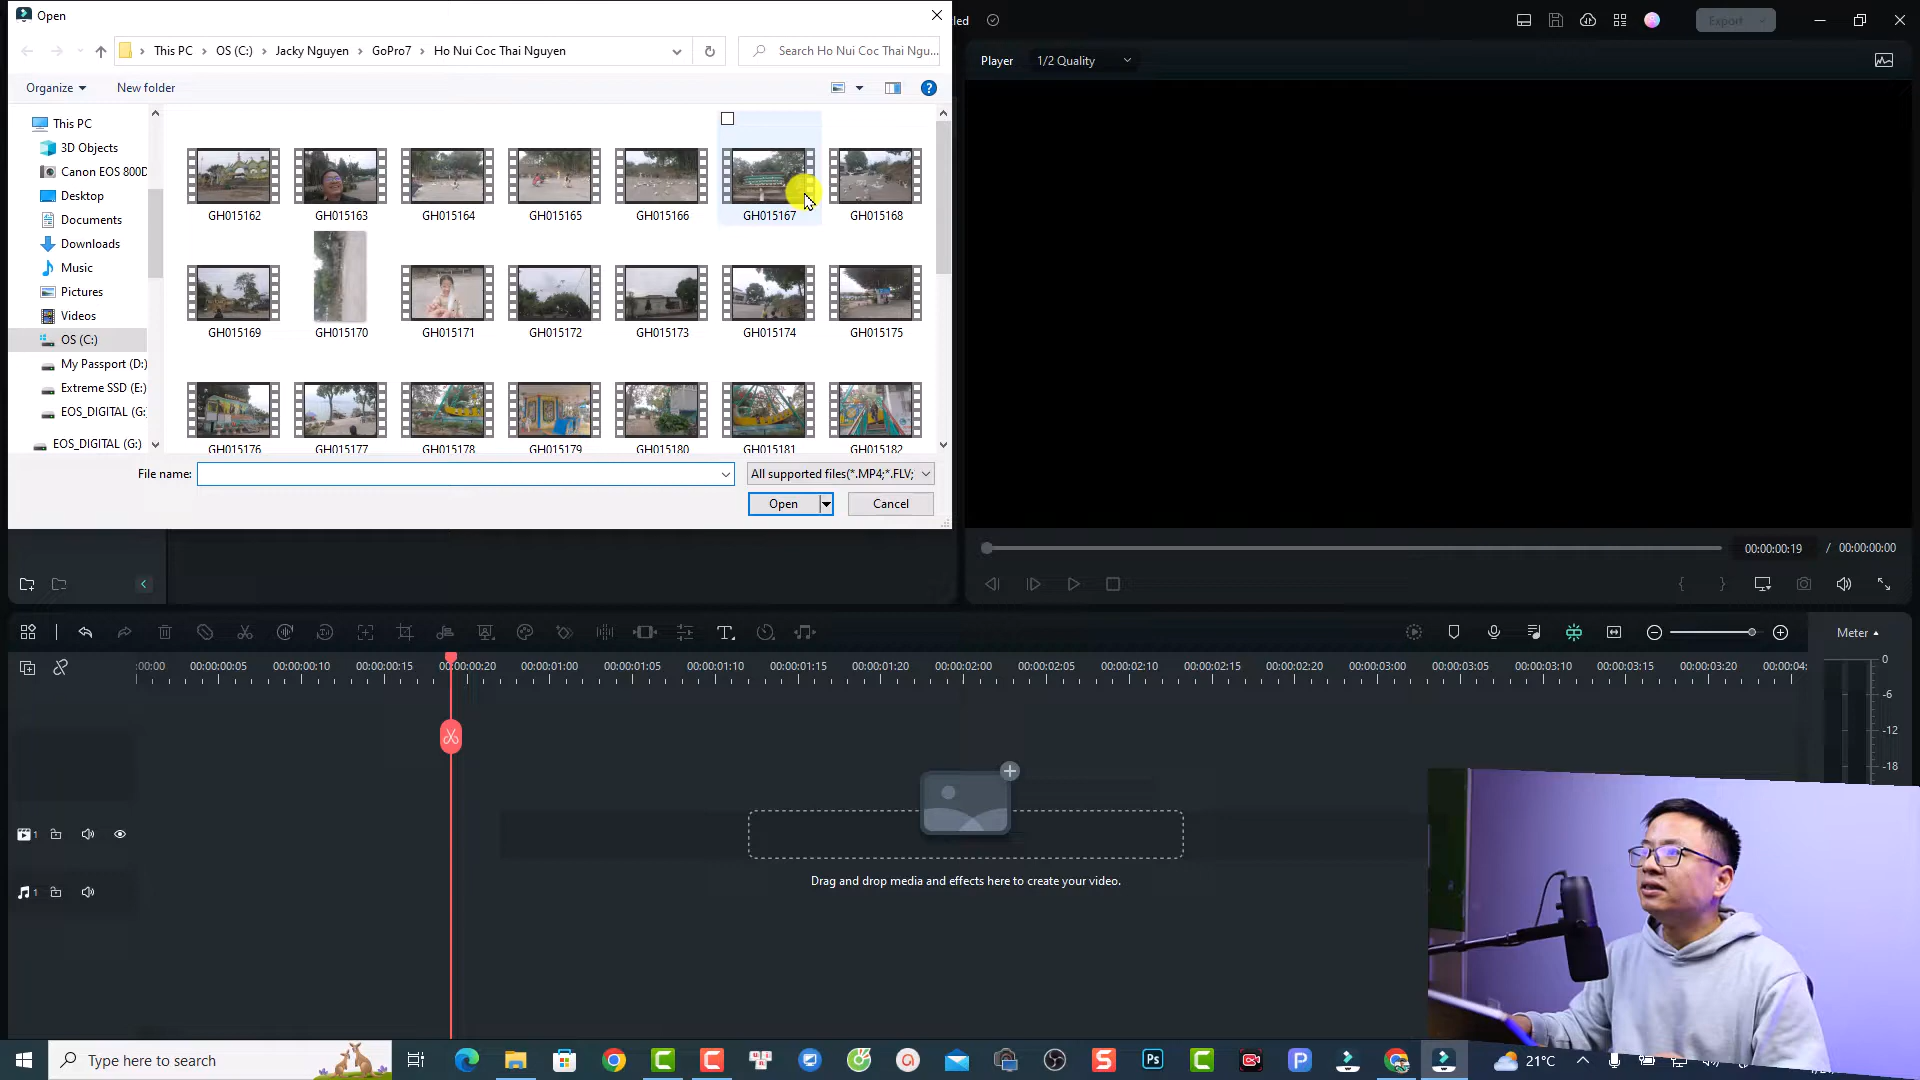 Open
led
Export
This PC
OS (C:)
Jacky Nguyen
GoPro7
Ho Nui Coc Thai Nguyen
Search Ho Nui Coc Thai Ngu...
Player
1/2 Quality
Organize
New folder
This PC
3D Objects
Canon EOS 800D
Desktop
Documents
Downloads
Music
Pictures
Videos
OS (C:)
My Passport (D:)
Extreme SSD (E:)
EOS_DIGITAL (G:
EOS_DIGITAL (G:)
GH015162
GH015163
GH015164
GH015165
GH015166
GH015167
GH015168
GH015169
GH015170
GH015171
GH015172
GH015173
GH015174
GH015175
GH015176
GH015177
GH015178
GH015179
GH015180
GH015181
GH015182
File name:
All supported files(*.MP4;*.FLV;
Open
Cancel
00:00:00:19 / 00:00:00:00
Meter
:00:00
00:00:00:05
00:00:00:10
00:00:00:15
00:00:00:20
00:00:01:00
00:00:01:05
00:00:01:10
00:00:01:15
00:00:01:20
00:00:02:00
00:00:02:05
00:00:02:10
00:00:02:15
00:00:02:20
00:00:03:00
00:00:03:05
00:00:03:10
00:00:03:15
00:00:03:20
00:00:04:
0
-6
-12
-18
1
1
Drag and drop media and effects here to create your video.
Type here to search
Ps
21°C